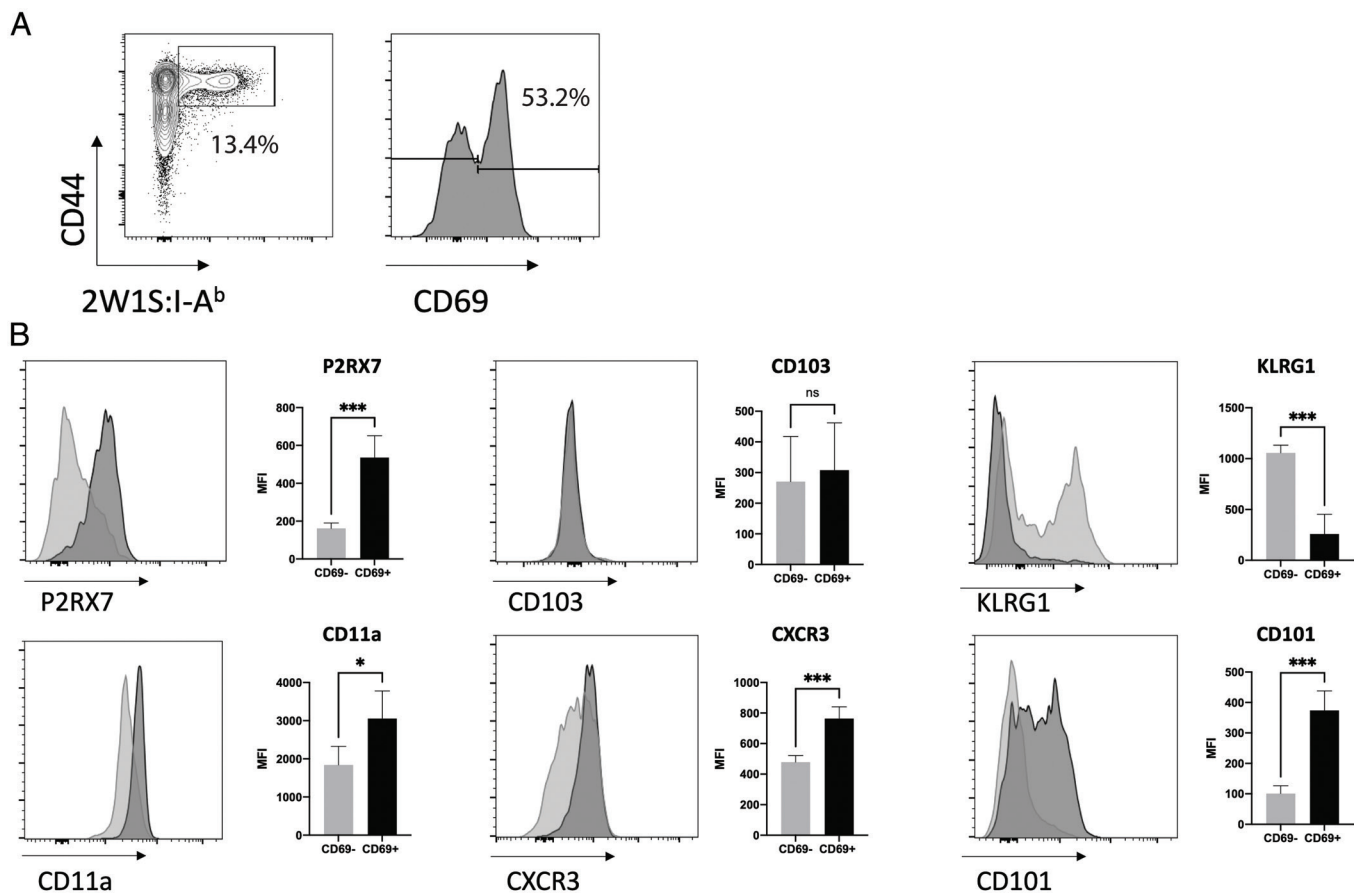 A
CD44
13.4%
2W1S:I-Aᵇ
53.2%
CD69
B
P2RX7
P2RX7
MFI
800
600
400
200
0
***
CD69- CD69+
CD103
CD103
MFI
500
400
300
200
100
0
ns
CD69- CD69+
KLRG1
KLRG1
MFI
1500
1000
500
0
***
CD69- CD69+
CD11a
CD11a
MFI
4000
3000
2000
1000
0
*
CD69- CD69+
CXCR3
CXCR3
MFI
1000
800
600
400
200
0
***
CD69- CD69+
CD101
CD101
MFI
500
400
300
200
100
0
***
CD69- CD69+